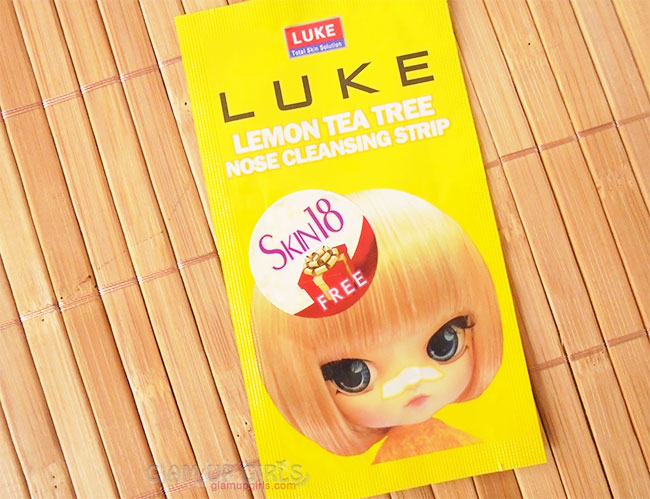 LUKE
Total Skin Solution
LUKE
LEMON TEA TREE
NOSE CLEANSING STRIP
SKIN18
FREE
GLAMUPGIRLS
glamupgirls.com